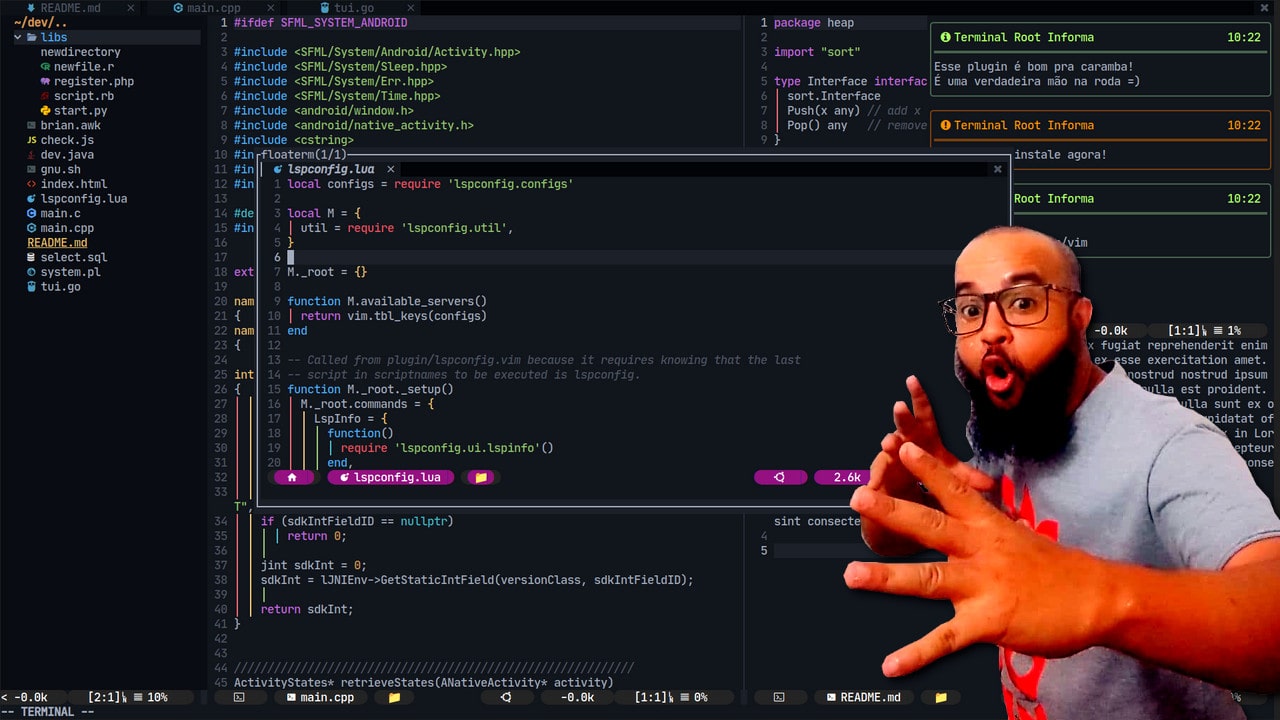 README.md
main.cpp
tui.go
~/dev/..
libs
newdirectory
newfile.r
register.php
script.rb
start.py
brian.awk
JS check.js
dev.java
gnu.sh
index.html
lspconfig.lua
main.c
main.cpp
README.md
select.sql
system.pl
tui.go
< -0.0k [2:1] 10%
-- TERMINAL --
1 #ifdef SFML_SYSTEM_ANDROID
2
3 #include <SFML/System/Android/Activity.hpp>
4 #include <SFML/System/Sleep.hpp>
5 #include <SFML/System/Err.hpp>
6 #include <SFML/System/Time.hpp>
7 #include <android/window.h>
8 #include <android/native_activity.h>
9 #include <cstring>
10 #in
11 #in
12 #in
13
14 #de
15 #in
16
17
18 ext
19
20 nam
21 {
22 nam
23 {
24
25 int
26 {
27
28
29
30
31
32
33
T",
34 if (sdkIntFieldID == nullptr)
35 return 0;
36
37 jint sdkInt = 0;
38 sdkInt = lJNIEnv->GetStaticIntField(versionClass, sdkIntFieldID);
39
40 return sdkInt;
41 }
42
43
44 ////////////////////////////////////////////////////////////
45 ActivityStates* retrieveStates(ANativeActivity* activity)
main.cpp -0.0k [1:1] 0%
floaterm(1/1)
lspconfig.lua
1 local configs = require 'lspconfig.configs'
2
3 local M = {
4 util = require 'lspconfig.util',
5 }
6
7 M._root = {}
8
9 function M.available_servers()
10 return vim.tbl_keys(configs)
11 end
12
13 -- Called from plugin/lspconfig.vim because it requires knowing that the last
14 -- script in scriptnames to be executed is lspconfig.
15 function M._root._setup()
16 M._root.commands = {
17 LspInfo = {
18 function()
19 require 'lspconfig.ui.lspinfo'()
20 end,
lspconfig.lua
2.6k
1 package heap
2
3 import "sort"
4
5 type Interface interfac
6 sort.Interface
7 Push(x any) // add x
8 Pop() any // remove
9 }
Terminal Root Informa 10:22
Esse plugin é bom pra caramba!
É uma verdadeira mão na roda =)
Terminal Root Informa 10:22
instale agora!
Root Informa 10:22
/vim
-0.0k [1:1] 1%
x fugiat reprehenderit enim
ex esse exercitation amet.
nostrud nostrud ipsum
ulla est proident.
ulla sunt ex o
pidatat of
in Lor
epteur
onse
sint consecte
4
5
README.md